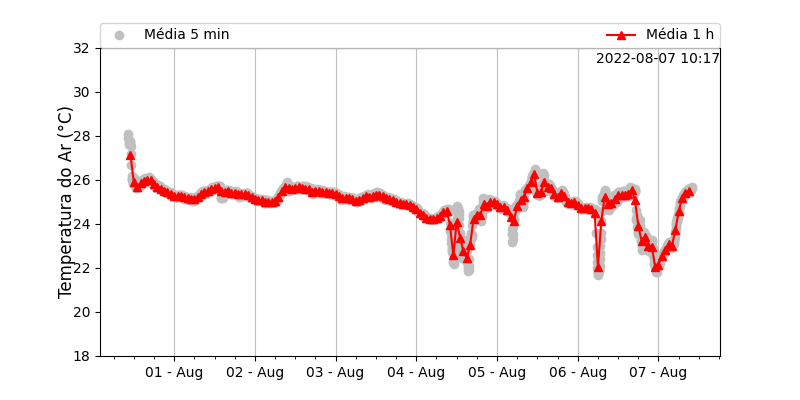 Média 5 min
Média 1 h
2022-08-07 10:17
Temperatura do Ar (°C)
32
30
28
26
24
22
20
18
01 - Aug
02 - Aug
03 - Aug
04 - Aug
05 - Aug
06 - Aug
07 - Aug